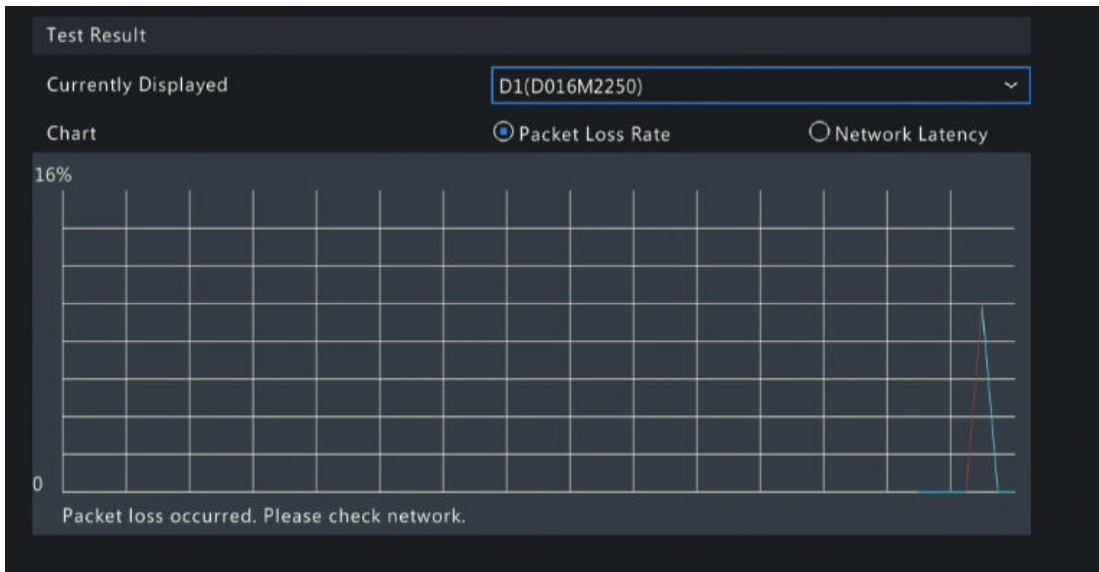 Test Result
Currently Displayed D1(D016M2250)
Chart Packet Loss Rate Network Latency
16%
0
Packet loss occurred. Please check network.